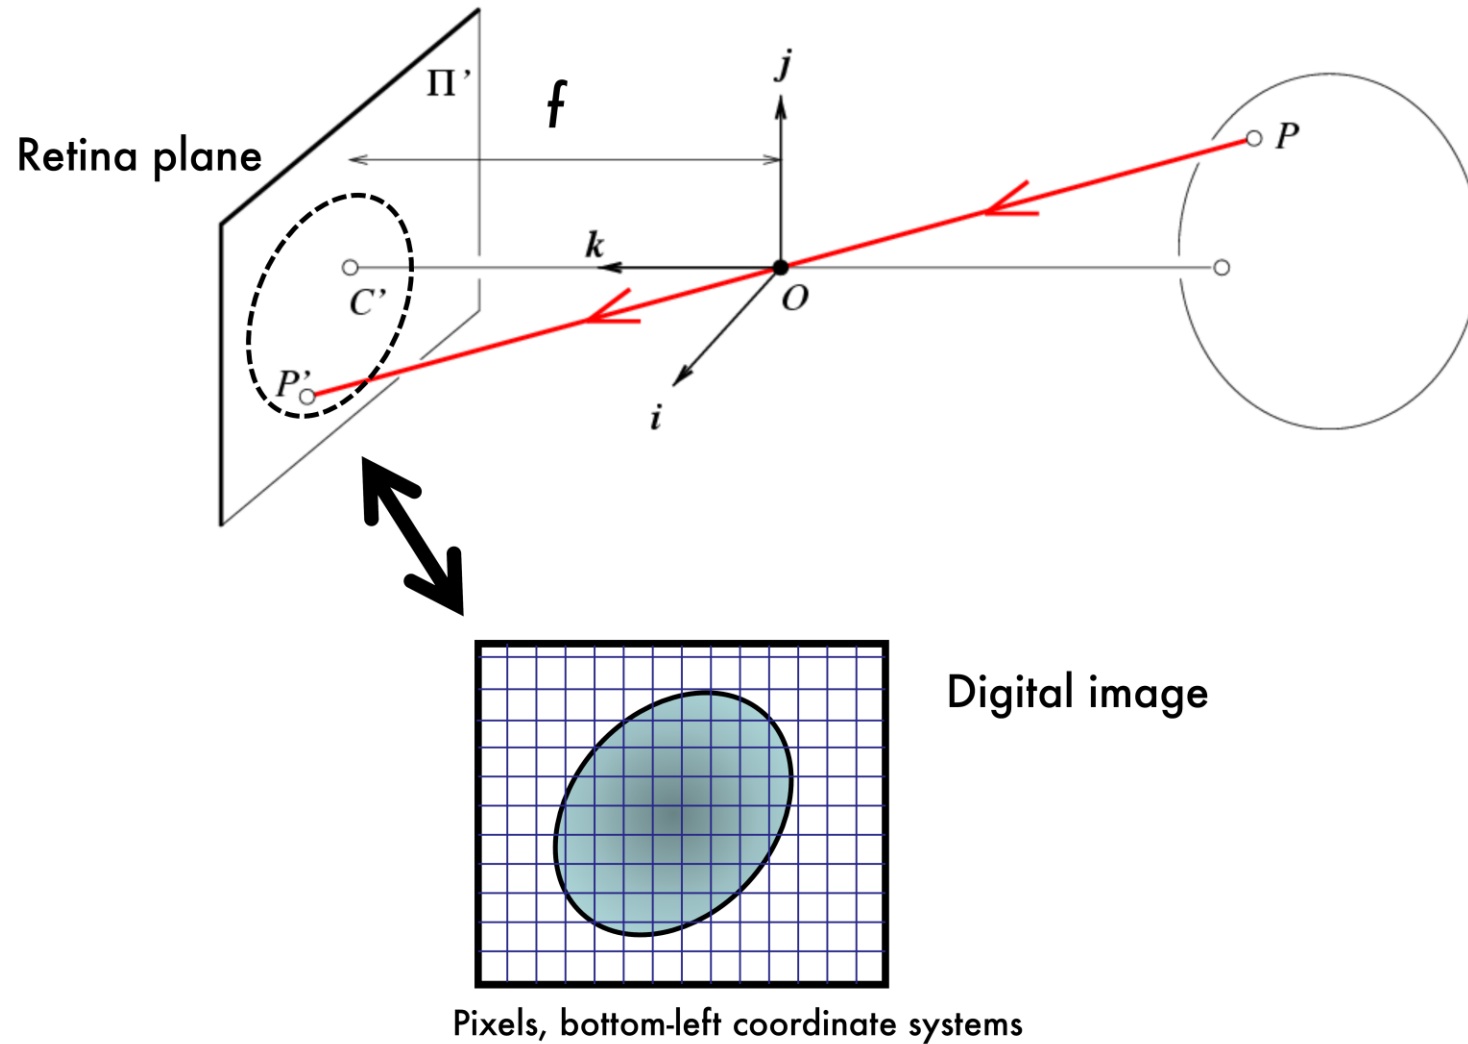 j
Π’
f
P
Retina plane
k
C’
O
P’
i
Digital image
Pixels, bottom-left coordinate systems